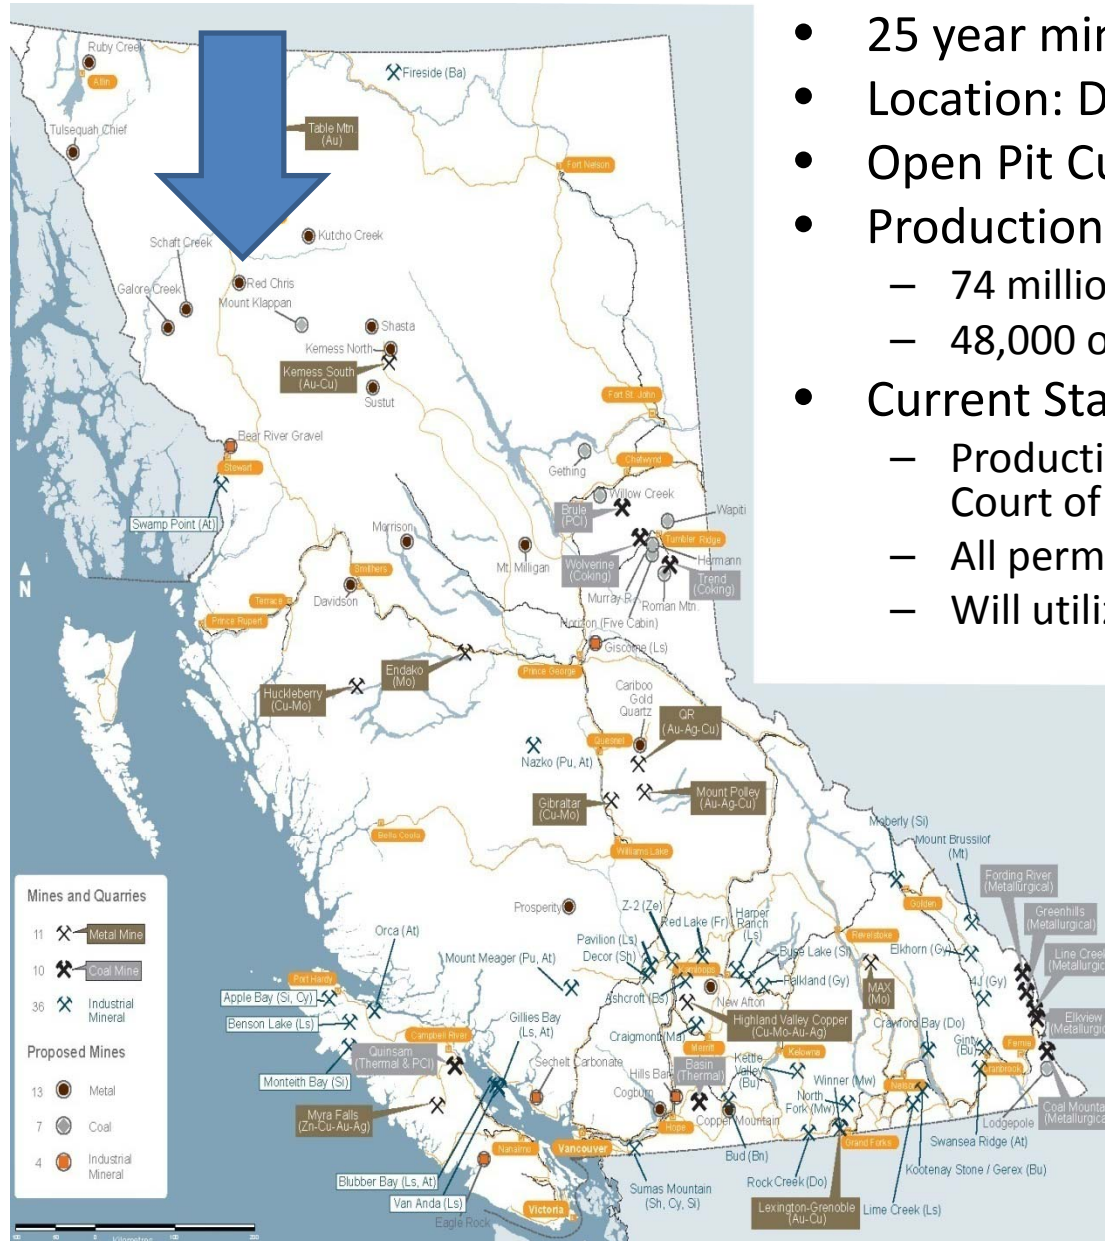 • 25 year min
• Location: D
• Open Pit Cu
• Production
– 74 millio
– 48,000 o
• Current Sta
– Producti
Court of
– All perm
– Will utiliz
Ruby Creek
Atlin
Fireside (Ba)
Tulsequah Chief
Table Mtn.
(Au)
Fort Nelson
Kutcho Creek
Schaft Creek
Red Chris
Galore Creek
Mount Klappan
Shasta
Kemess North
Kemess South
(Au-Cu)
Sustut
Fort St. John
Bear River Gravel
Stewart
Chetwynd
Gething
Willow Creek
Swamp Point (At)
Brule
(PCI)
Wapiti
Morrison
Tumbler Ridge
Mt. Milligan
Hermann
Wolverine
(Coking)
Trend
(Coking)
Smithers
Davidson
Murray R.
Roman Mtn.
Terrace
Prince Rupert
Horizon (Five Cabin)
Giscome (Ls)
N
Endako
(Mo)
Prince George
Huckleberry
(Cu-Mo)
Cariboo
Gold
Quartz
QR
(Au-Ag-Cu)
Quesnel
Nazko (Pu, At)
Gibraltar
(Cu-Mo)
Mount Polley
(Au-Ag-Cu)
Bella Coola
Williams Lake
Moberly (Si)
Mount Brussilof
(Mt)
Fording River
(Metallurgical)
Golden
Greenhills
(Metallurgical)
Prosperity
Z-2 (Ze)
Red Lake (Fr)
Harper
Ranch
(Ls)
Orca (At)
Pavilion (Ls)
Decor (Sh)
Buse Lake (Si)
Revelstoke
Elkhorn (Gy)
Line Creek
(Metallurgic
Mount Meager (Pu, At)
Kamloops
Falkland (Gy)
MAX
(Mo)
4J (Gy)
Port Hardy
Apple Bay (Si, Cy)
Ashcroft (Bs)
New Afton
Elkview
(Metallurgic
Benson Lake (Ls)
Gillies Bay
(Ls, At)
Highland Valley Copper
(Cu-Mo-Au-Ag)
Craigmont (Ma)
Crawford Bay (Do)
Ginty
(Bu)
Fernie
Campbell River
Merritt
Kelowna
Quinsam
(Thermal & PCI)
Sechelt Carbonate
Basin
(Thermal)
Kettle
Valley
(Bu)
Cranbrook
Monteith Bay (Si)
Hills Bar
Winner (Mw)
Nelson
Cogburn
North
Fork (Mw)
Myra Falls
(Zn-Cu-Au-Ag)
Copper Mountain
Lodgepole
Coal Mounta
(Metallurgical
Hope
Grand Forks
Swansea Ridge (At)
Nanaimo
Vancouver
Bud (Bn)
Kootenay Stone / Gerex (Bu)
Blubber Bay (Ls, At)
Sumas Mountain
(Sh, Cy, Si)
Rock Creek (Do)
Van Anda (Ls)
Lexington-Grenoble
(Au-Cu)
Lime Creek (Ls)
Victoria
Eagle Rock
Mines and Quarries
11 Metal Mine
10 Coal Mine
36 Industrial
Mineral
Proposed Mines
13 Metal
7 Coal
4 Industrial
Mineral